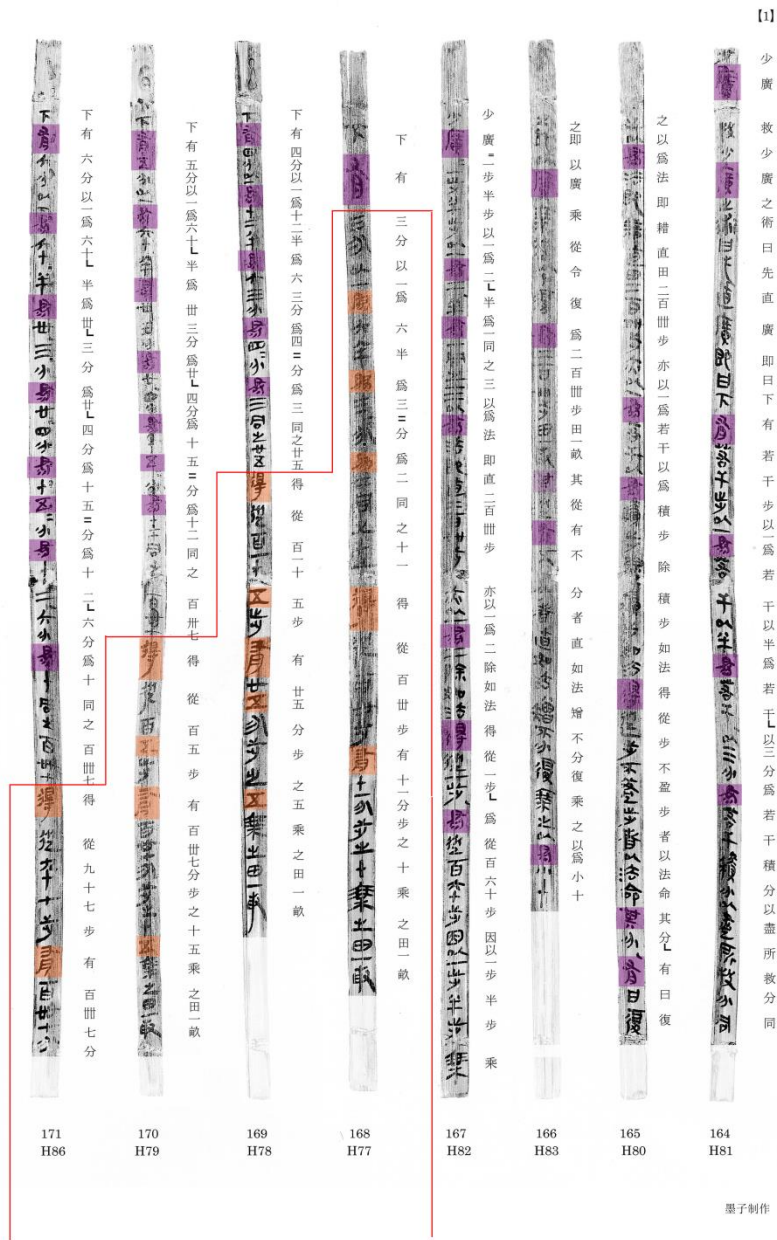 【1】
少廣 救少廣之術曰先直廣即曰下有若干步以一爲若干以半爲若干└以三分爲若干積分以盡所救分同
之以爲法即耤直田二百卌步亦以一爲若干以爲積步除積步如法得從步不盈步者以法命其分└有曰復
之即以廣乘從令復爲二百卌步田一畝其從有不分者直如法增不分復乘之以爲小十
少廣〓一步半步以一爲二└半爲一同之三以爲法即直二百卌步亦以一爲二除如法得從一步└爲從百六十步因以一步半步乘
下有三分以一爲六半爲三〓分爲二同之十一得從百卅步有十一分步之十乘之田一畝
下有四分以一爲十二半爲六三分爲四〓分爲三同之廿五得從百一十五步有廿五分步之五乘之田一畝
下有五分以一爲六十└半爲卅三分爲廿└四分爲十五〓分爲十二同之百卅七得從百五步有百卅七分步之十五乘之田一畝
下有六分以一爲六十└半爲卅└三分爲廿└四分爲十五〓分爲十二└六分爲十同之百卌七得從九十七步有百卌七分
164
H81
165
H80
166
H83
167
H82
168
H77
169
H78
170
H79
171
H86
墨子制作